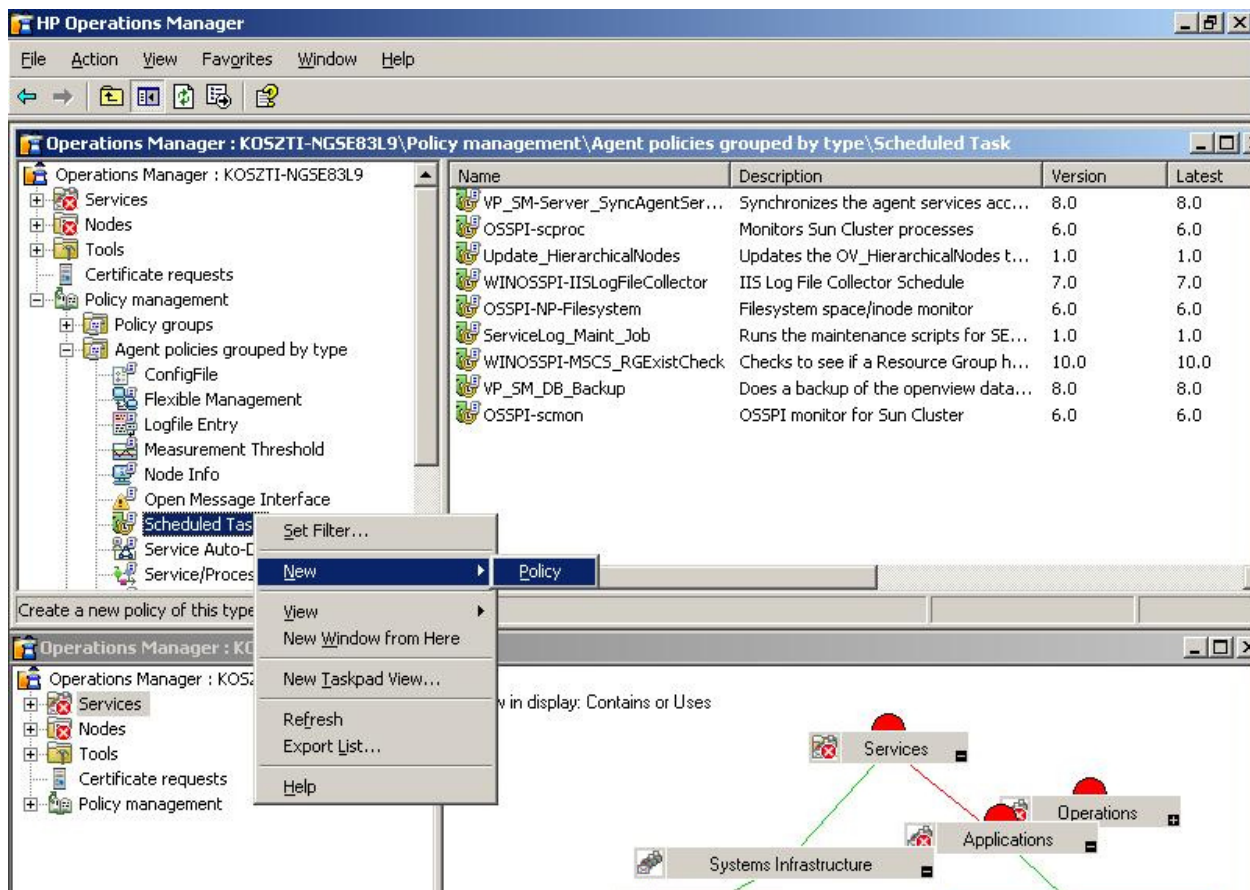 HP Operations Manager
File Action View Favorites Window Help
Operations Manager : KOSZTI-NGSE83L9\Policy management\Agent policies grouped by type\Scheduled Task
Operations Manager : KOSZTI-NGSE83L9
Services
Nodes
Tools
Certificate requests
Policy management
Policy groups
Agent policies grouped by type
ConfigFile
Flexible Management
Logfile Entry
Measurement Threshold
Node Info
Open Message Interface
Scheduled Tas
Service Auto-D
Service/Proces
Name Description Version Latest
VP_SM-Server_SyncAgentSer... Synchronizes the agent services acc... 8.0 8.0
OSSPI-scproc Monitors Sun Cluster processes 6.0 6.0
Update_HierarchicalNodes Updates the OV_HierarchicalNodes t... 1.0 1.0
WINOSSPI-IISLogFileCollector IIS Log File Collector Schedule 7.0 7.0
OSSPI-NP-Filesystem Filesystem space/inode monitor 6.0 6.0
ServiceLog_Maint_Job Runs the maintenance scripts for SE... 1.0 1.0
WINOSSPI-MSCS_RGExistCheck Checks to see if a Resource Group h... 10.0 10.0
VP_SM_DB_Backup Does a backup of the openview data... 8.0 8.0
OSSPI-scmon OSSPI monitor for Sun Cluster 6.0 6.0
Set Filter...
New
Policy
View
New Window from Here
New Taskpad View...
Refresh
Export List...
Help
Create a new policy of this type
Operations Manager : KO
Operations Manager : KOSZ
Services
Nodes
Tools
Certificate requests
Policy management
w in display: Contains or Uses
Services
Operations
Applications
Systems Infrastructure